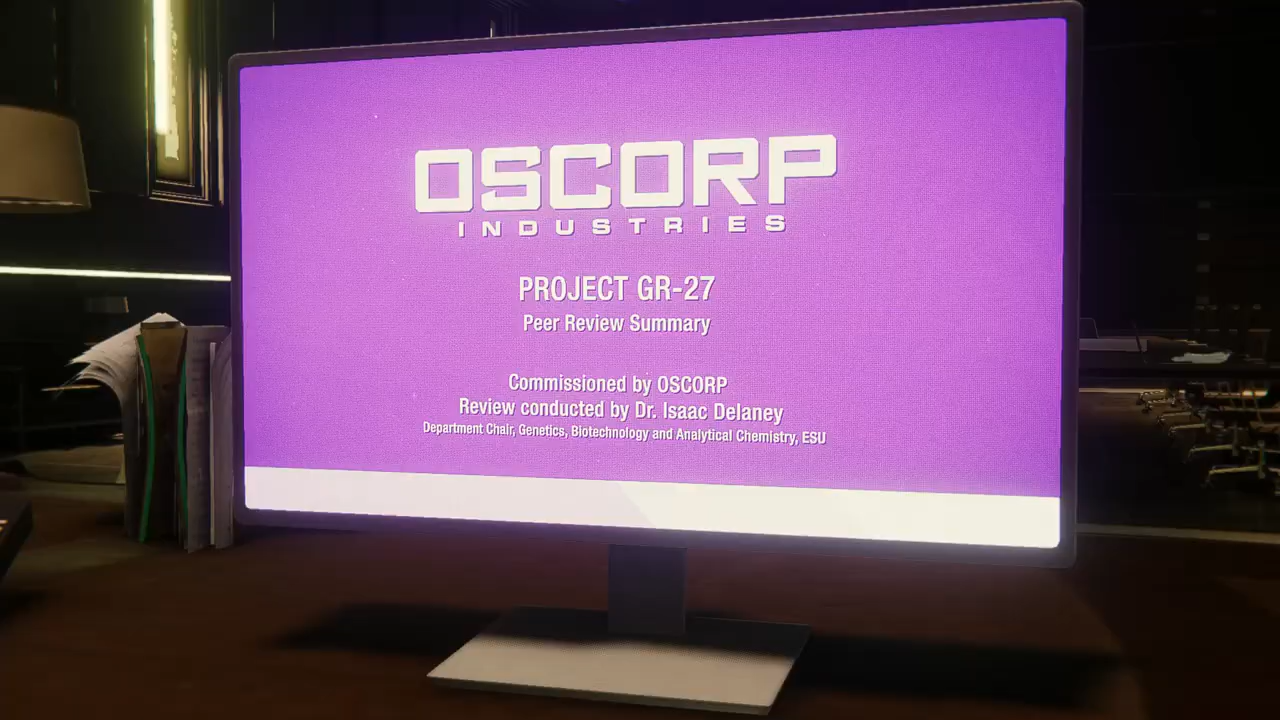 OSCORP
INDUSTRIES
PROJECT GR-27
Peer Review Summary
Commissioned by OSCORP
Review conducted by Dr. Isaac Delaney
Department Chair, Genetics, Biotechnology and Analytical Chemistry, ESU